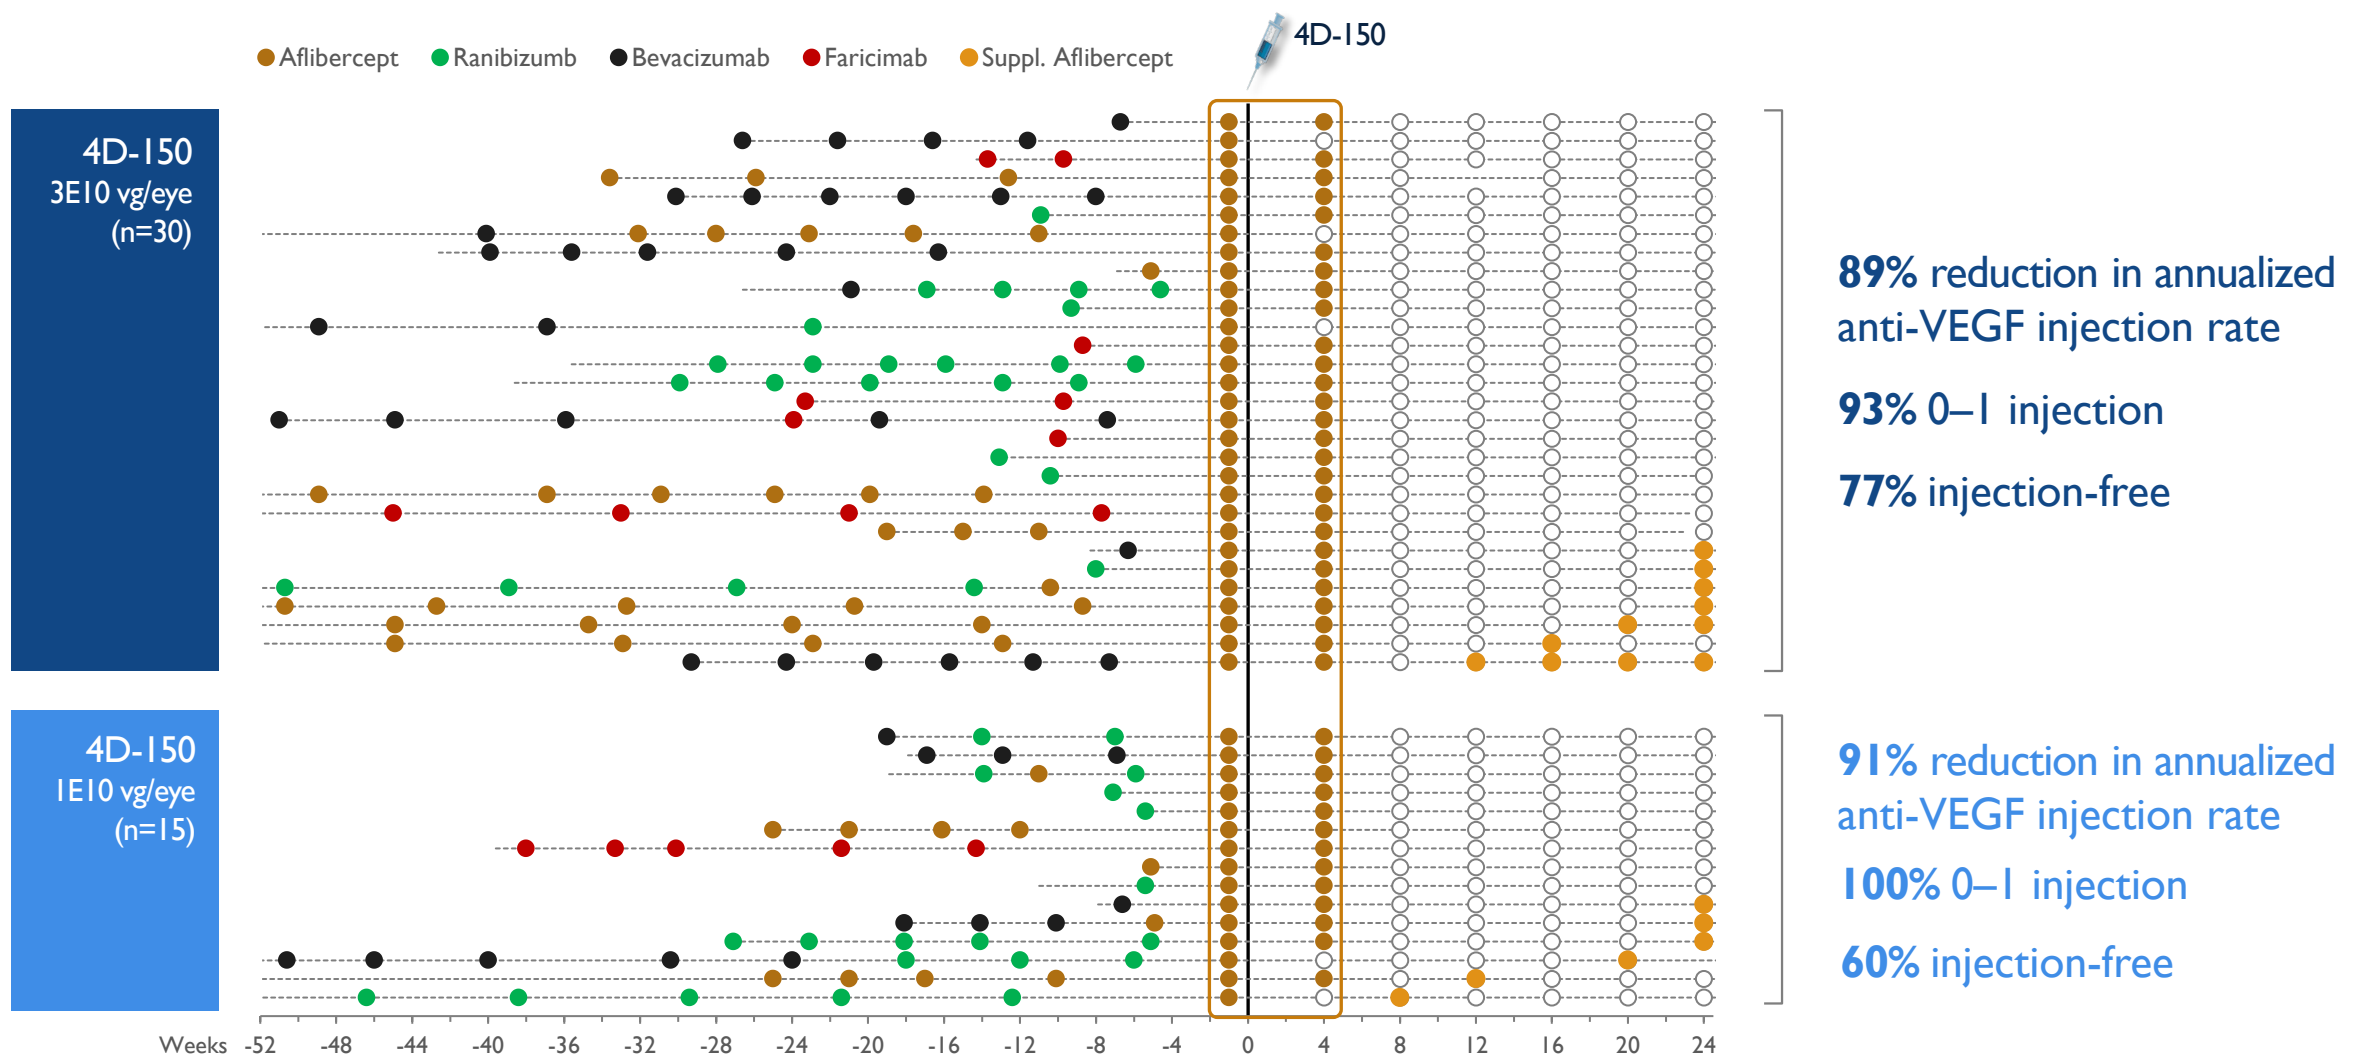 4D-150
Aflibercept
Ranibizumb
Bevacizumab
Faricimab
Suppl. Aflibercept
4D-150
3E10 vg/eye
(n=30)
89% reduction in annualized
anti-VEGF injection rate
93% 0–1 injection
77% injection-free
4D-150
1E10 vg/eye
(n=15)
91% reduction in annualized
anti-VEGF injection rate
100% 0–1 injection
60% injection-free
Weeks -52 -48 -44 -40 -36 -32 -28 -24 -20 -16 -12 -8 -4 0 4 8 12 16 20 24